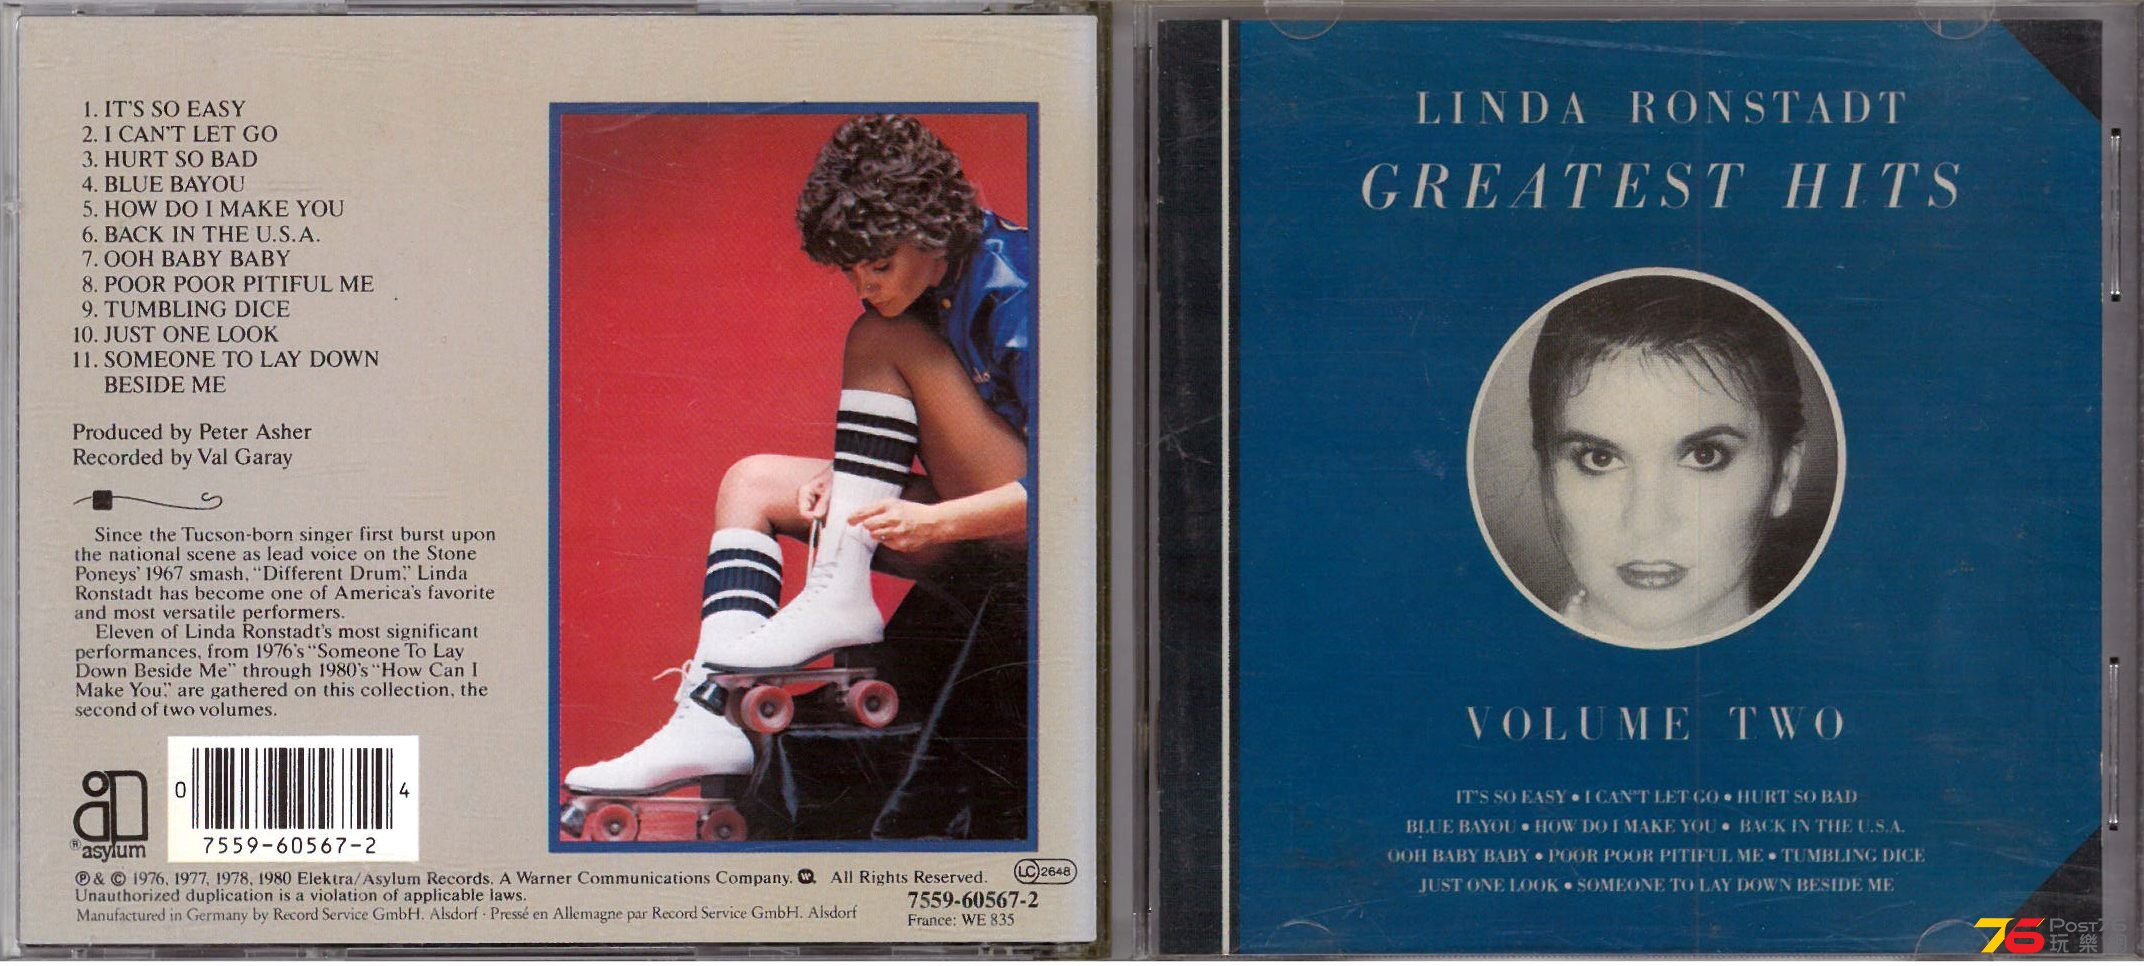 1. IT'S SO EASY
2. I CAN'T LET GO
3. HURT SO BAD
4. BLUE BAYOU
5. HOW DO I MAKE YOU
6. BACK IN THE U.S.A.
7. OOH BABY BABY
8. POOR POOR PITIFUL ME
9. TUMBLING DICE
10. JUST ONE LOOK
11. SOMEONE TO LAY DOWN
BESIDE ME
Produced by Peter Asher
Recorded by Val Garay
Since the Tucson-born singer first burst upon
the national scene as lead voice on the Stone
Poneys' 1967 smash, "Different Drum," Linda
Ronstadt has become one of America's favorite
and most versatile performers.
Eleven of Linda Ronstadt's most significant
performances, from 1976's "Someone To Lay
Down Beside Me" through 1980's "How Can I
Make You," are gathered on this collection, the
second of two volumes.
0 4
7559-60567-2
® asylum
℗ & © 1976, 1977, 1978, 1980 Elektra/Asylum Records. A Warner Communications Company. All Rights Reserved.
LC 2648
Unauthorized duplication is a violation of applicable laws.
7559-60567-2
Manufactured in Germany by Record Service GmbH. Alsdorf · Pressé en Allemagne par Record Service GmbH. Alsdorf
France: WE 835
LINDA RONSTADT
GREATEST HITS
VOLUME TWO
IT'S SO EASY • I CAN'T LET GO • HURT SO BAD
BLUE BAYOU • HOW DO I MAKE YOU • BACK IN THE U.S.A.
OOH BABY BABY • POOR POOR PITIFUL ME • TUMBLING DICE
JUST ONE LOOK • SOMEONE TO LAY DOWN BESIDE ME
76 POST76
玩樂